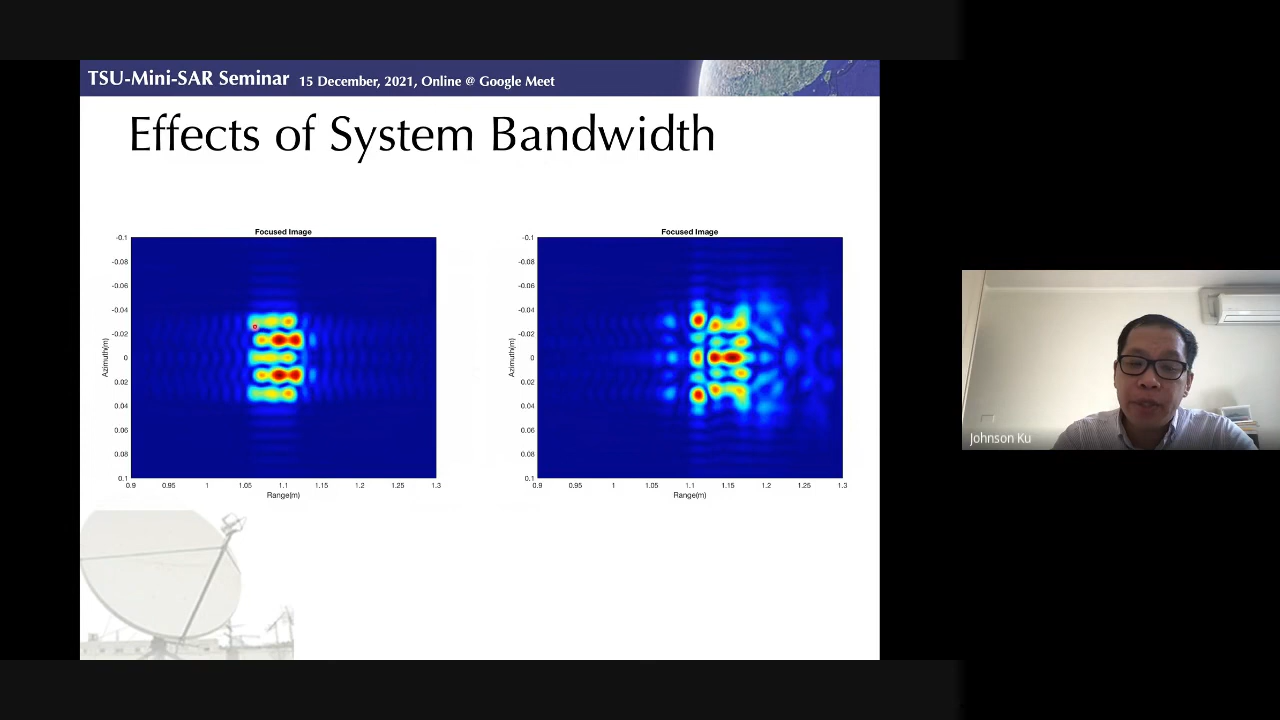 TSU-Mini-SAR Seminar 15 December, 2021, Online @ Google Meet
Effects of System Bandwidth
Focused Image
-0.1
-0.08
-0.06
-0.04
-0.02
0
0.02
0.04
0.06
0.08
0.1
Azimuth(m)
0.9 0.95 1 1.05 1.1 1.15 1.2 1.25 1.3
Range(m)
Focused Image
-0.1
-0.08
-0.06
-0.04
-0.02
0
0.02
0.04
0.06
0.08
0.1
Azimuth(m)
0.9 0.95 1 1.05 1.1 1.15 1.2 1.25 1.3
Range(m)
Johnson Ku